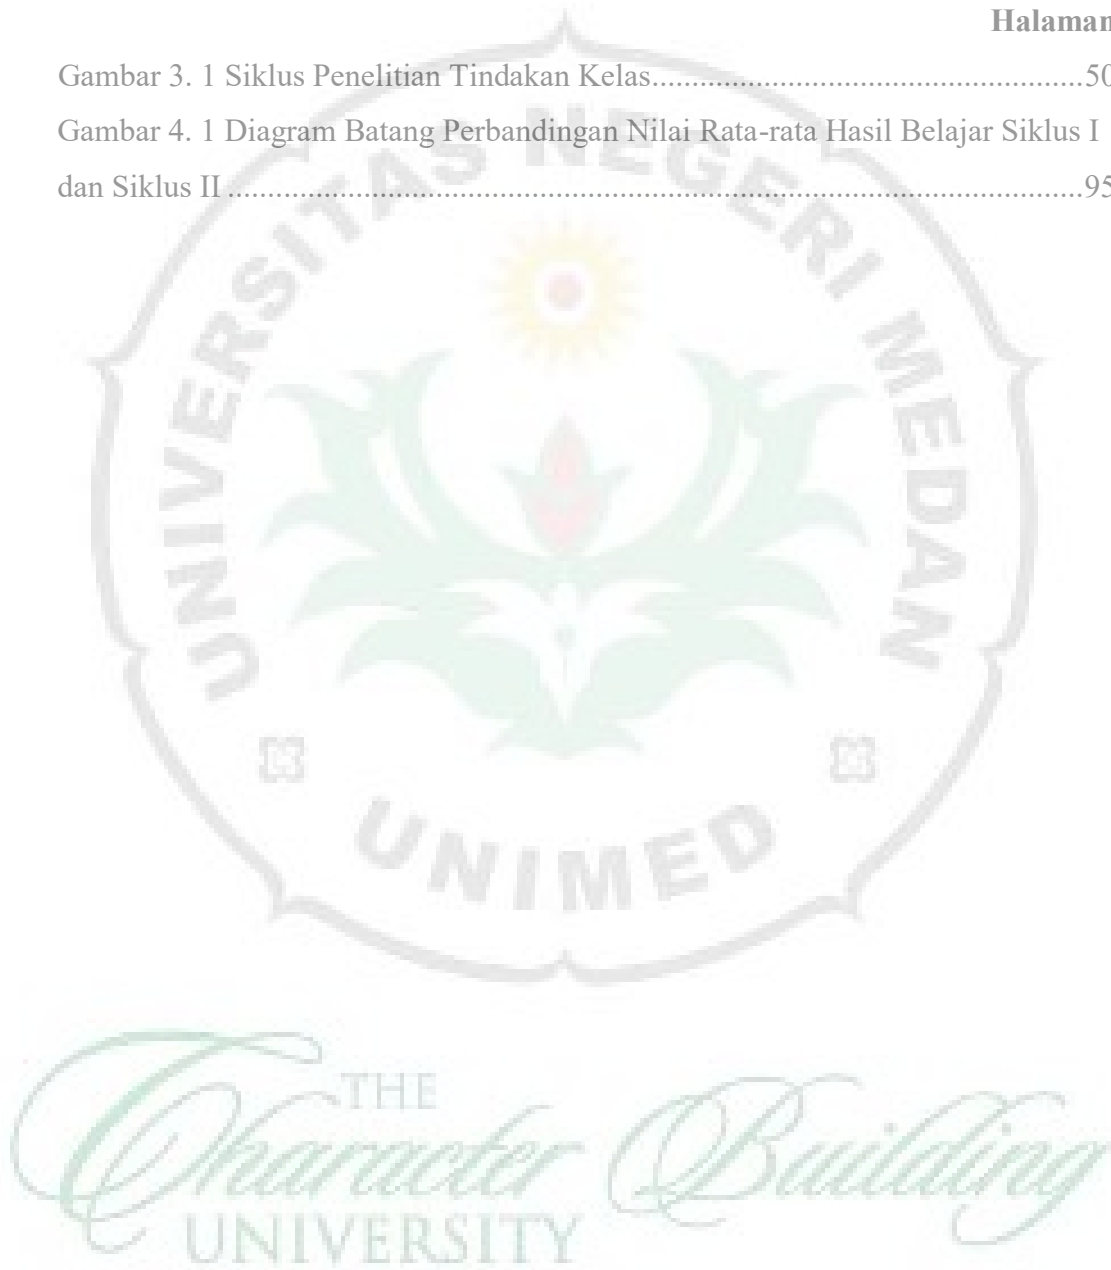 Halaman
Gambar 3. 1 Siklus Penelitian Tindakan Kelas......................................................50
Gambar 4. 1 Diagram Batang Perbandingan Nilai Rata-rata Hasil Belajar Siklus I
dan Siklus II ...........................................................................................................95
UNIVERSITAS NEGERI MEDAN
UNIMED
THE
Character Building
UNIVERSITY